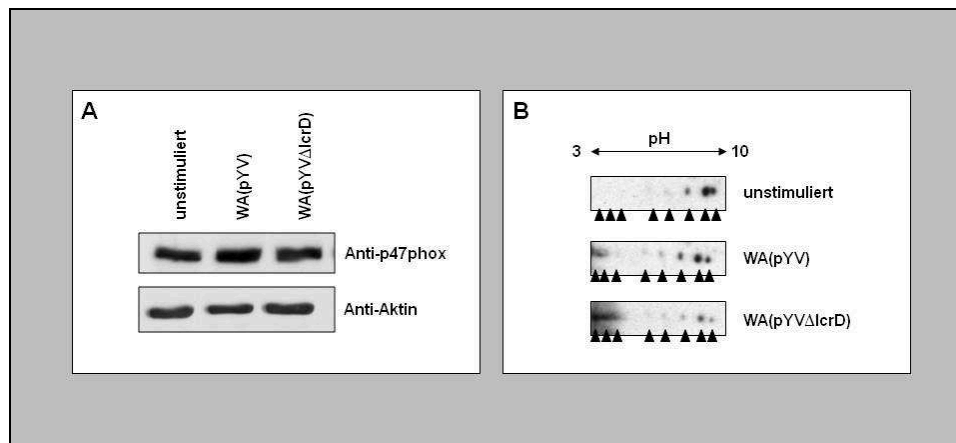 A
unstimuliert
WA(pYV)
WA(pYVΔlcrD)
Anti-p47phox
Anti-Aktin
B
pH
3 10
unstimuliert
WA(pYV)
WA(pYVΔlcrD)